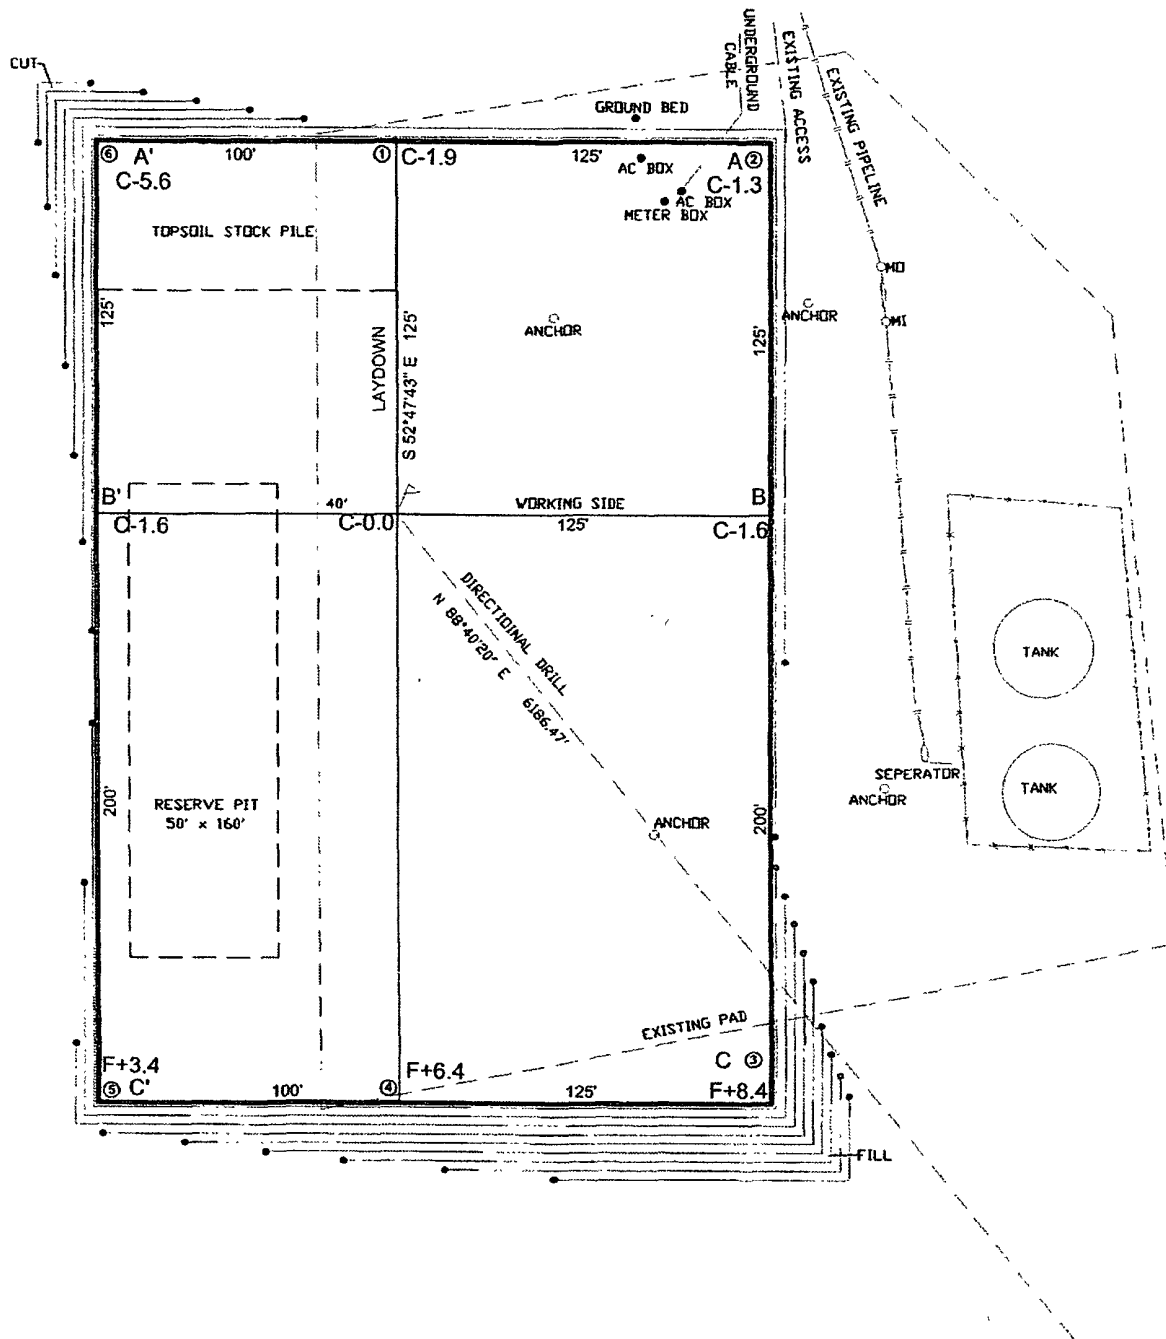 CUT
UNDERGROUND
CABLE
EXISTING ACCESS
EXISTING PIPELINE
GROUND BED
⑥ A' 100' ① C-1.9 125' A ②
C-5.6
AC BOX
C-1.3
AC BOX
METER BOX
TOPSOIL STOCK PILE
MO
MI
ANCHOR
ANCHOR
125'
LAYDOWN
S 52°47'43" E 125'
125'
B' 40' WORKING SIDE B
C-1.6 C-0.0 125' C-1.6
DIRECTIOINAL DRILL
N 88°40'20" E 6186.47'
TANK
SEPERATOR
TANK
ANCHOR
200'
RESERVE PIT
50' x 160'
ANCHOR
200'
EXISTING PAD
F+3.4 F+6.4 C ③
⑤ C' 100' ④ 125' F+8.4
FILL